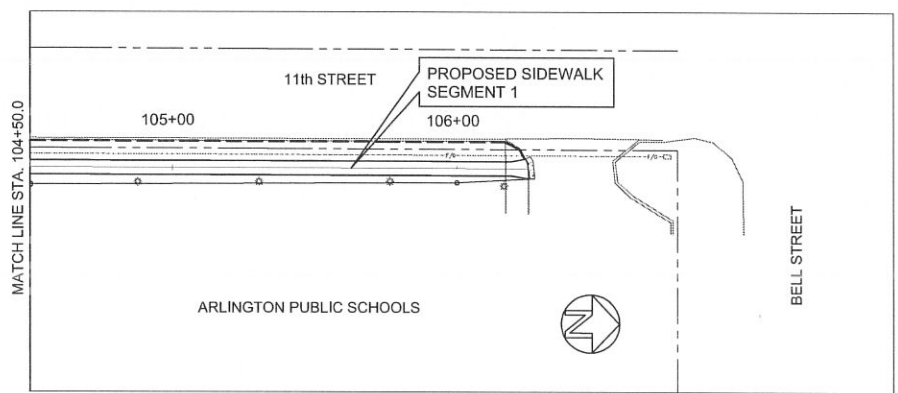 11th STREET
PROPOSED SIDEWALK
SEGMENT 1
105+00
106+00
MATCH LINE STA. 104+50.0
ARLINGTON PUBLIC SCHOOLS
N
BELL STREET